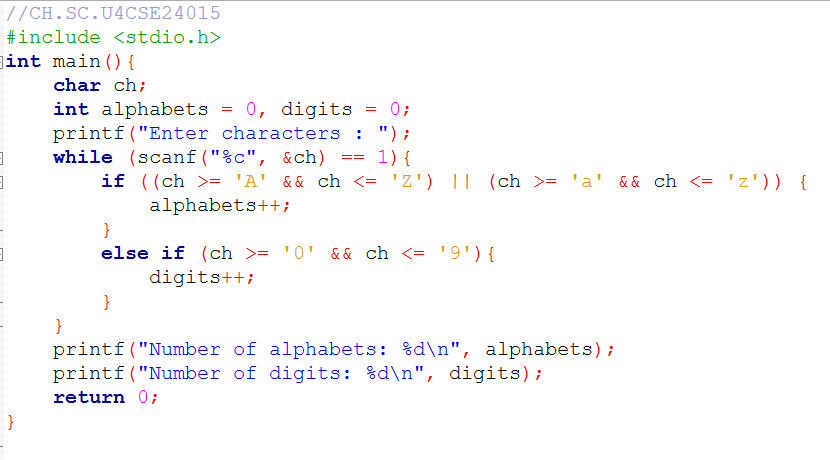 //CH.SC.U4CSE24015
#include <stdio.h>
int main(){
    char ch;
    int alphabets = 0, digits = 0;
    printf("Enter characters : ");
    while (scanf("%c", &ch) == 1){
        if ((ch >= 'A' && ch <= 'Z') || (ch >= 'a' && ch <= 'z')) {
            alphabets++;
        }
        else if (ch >= '0' && ch <= '9'){
            digits++;
        }
    }
    printf("Number of alphabets: %d\n", alphabets);
    printf("Number of digits: %d\n", digits);
    return 0;
}